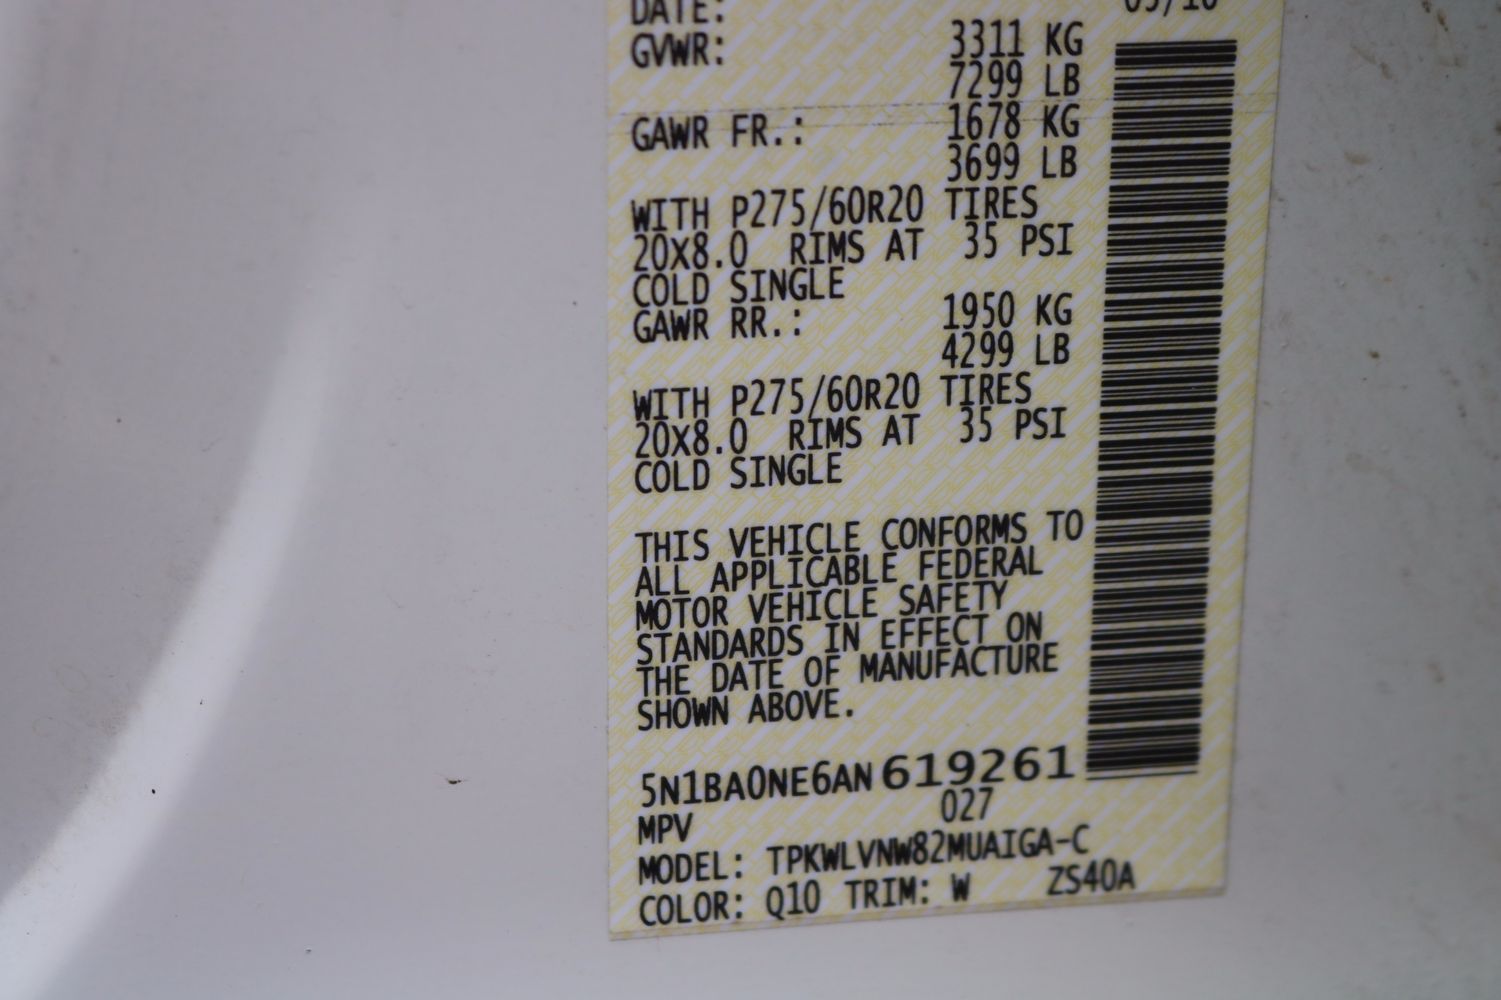 DATE: 05/10
GVWR: 3311 KG
7299 LB
GAWR FR.: 1678 KG
3699 LB
WITH P275/60R20 TIRES
20X8.0 RIMS AT 35 PSI
COLD SINGLE
GAWR RR.: 1950 KG
4299 LB
WITH P275/60R20 TIRES
20X8.0 RIMS AT 35 PSI
COLD SINGLE
THIS VEHICLE CONFORMS TO
ALL APPLICABLE FEDERAL
MOTOR VEHICLE SAFETY
STANDARDS IN EFFECT ON
THE DATE OF MANUFACTURE
SHOWN ABOVE.
5N1BA0NE6AN619261
MPV 027
MODEL: TPKWLVNW82MUAIGA-C
COLOR: Q10 TRIM: W ZS40A